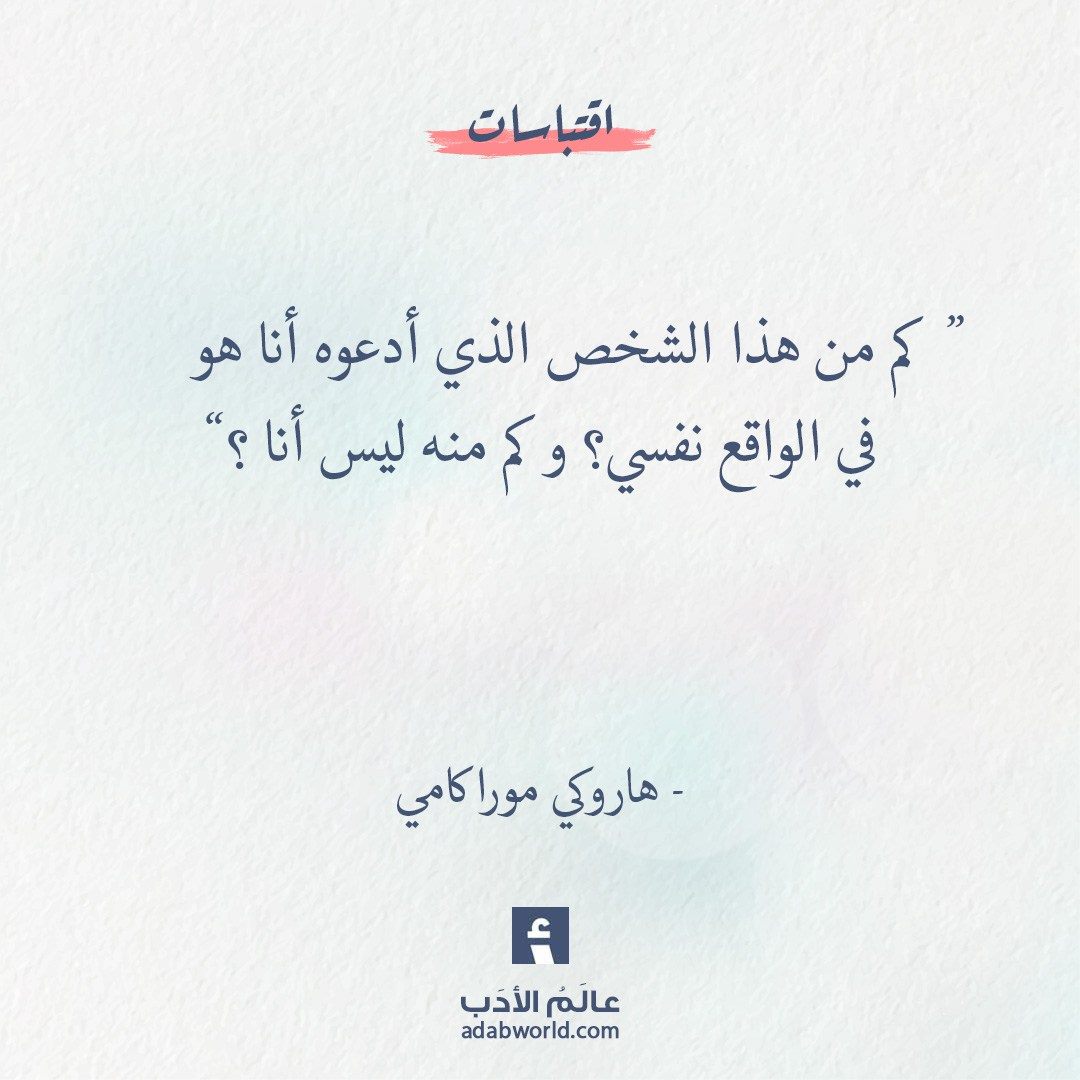 اقتباسات
” كم من هذا الشخص الذي أدعوه أنا هو
في الواقع نفسي؟ و كم منه ليس أنا ؟“
- هاروكي موراكامي
أ
عالَمُ الأدَب
adabworld.com